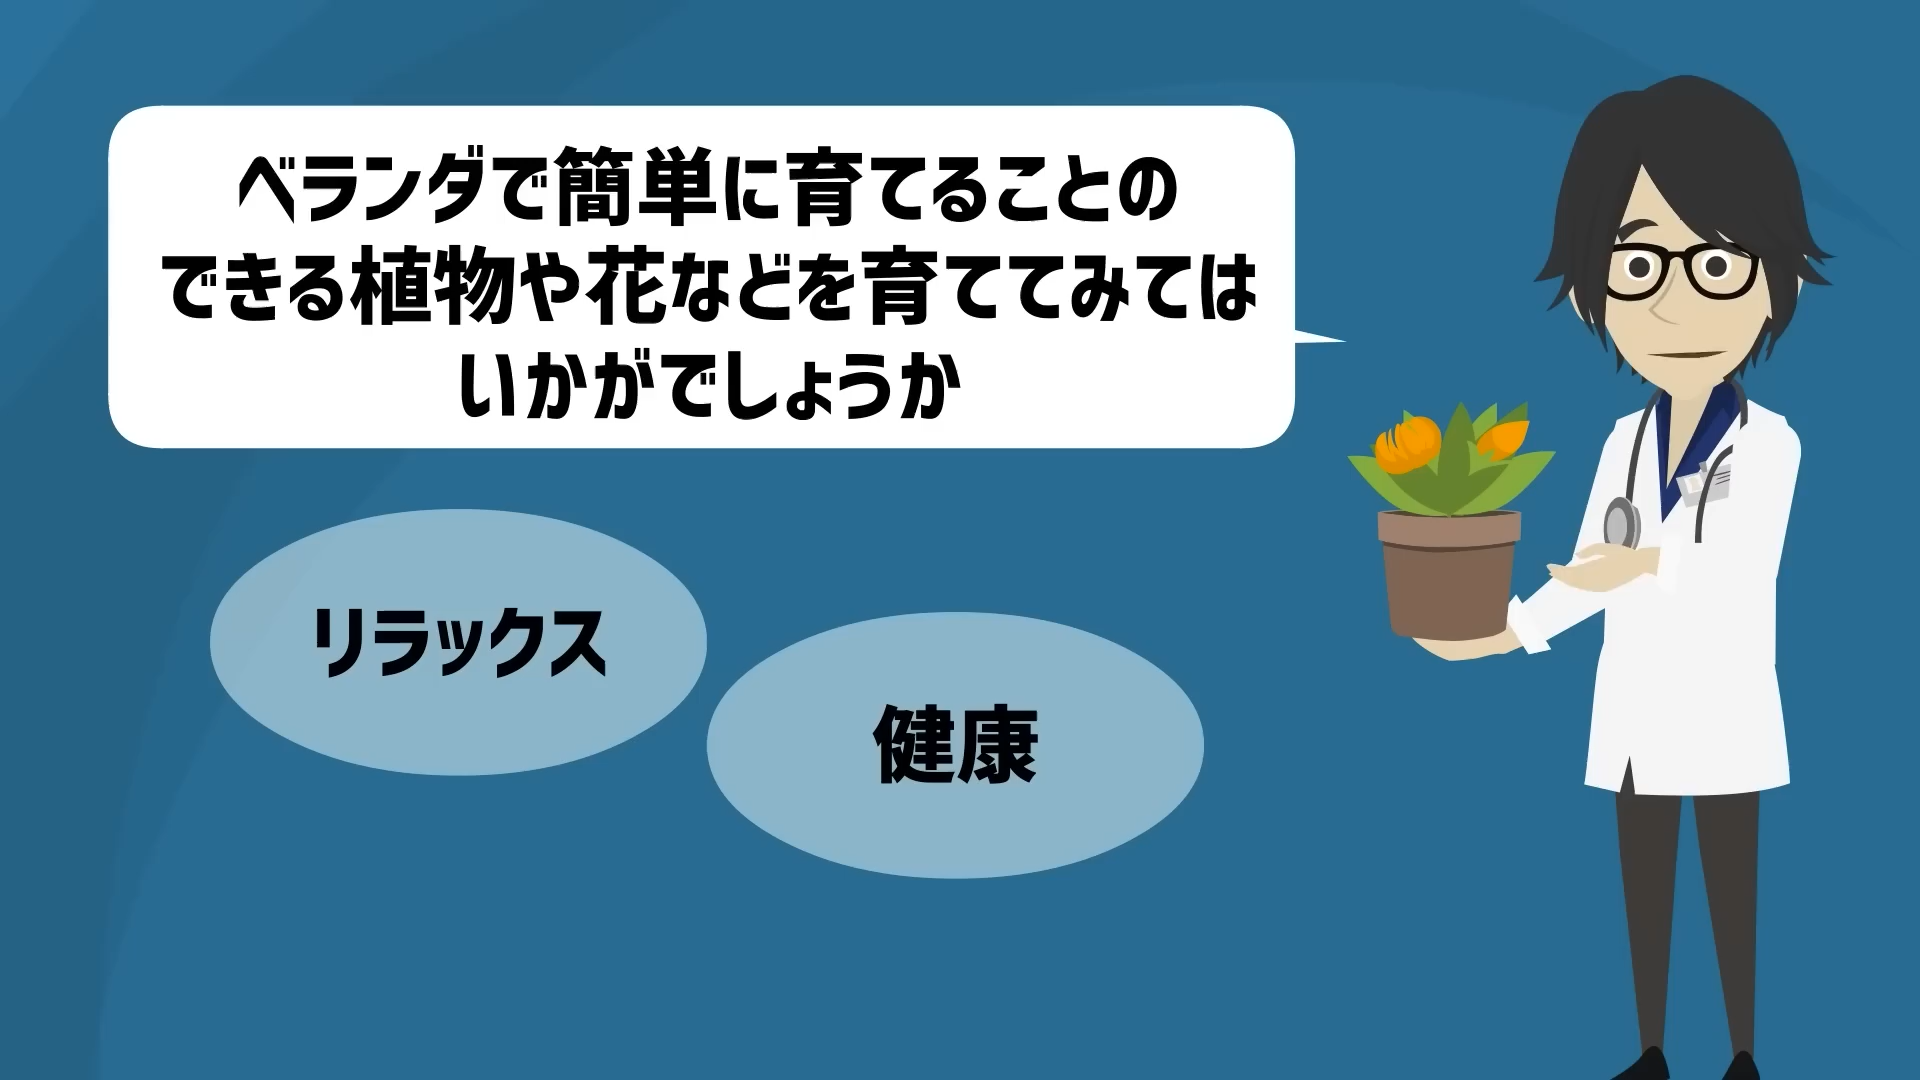 ベランダで簡単に育てることの
できる植物や花などを育ててみては
いかがでしょうか
リラックス
健康